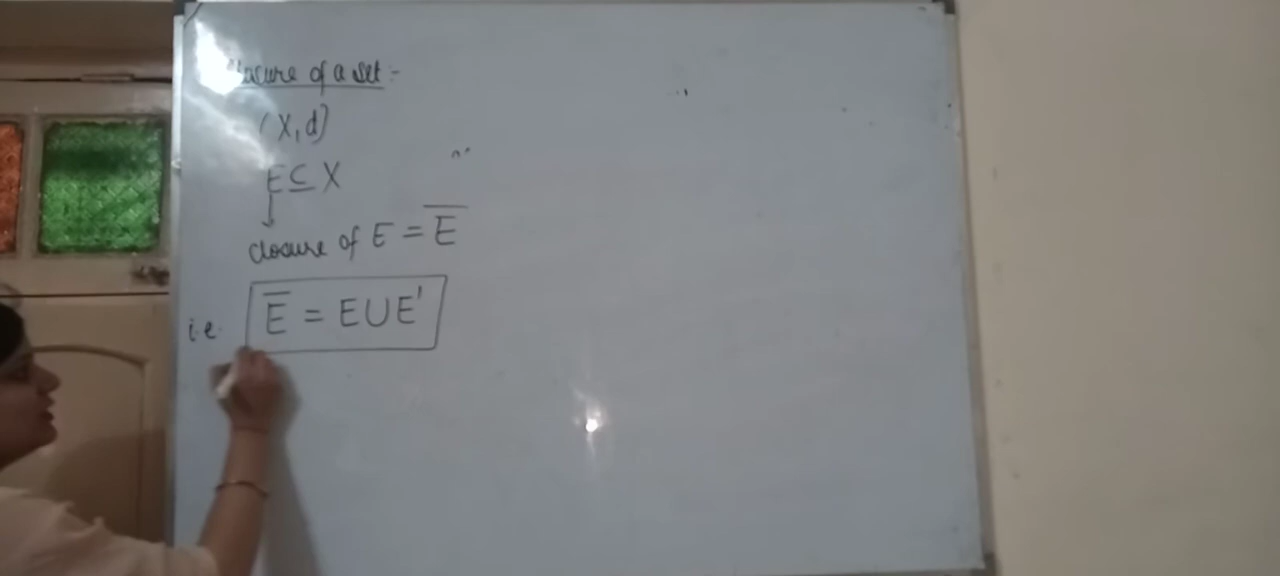 Closure of a set :-
(X, d)
E ⊆ X
↓
closure of E = E̅
i.e. E̅ = E ∪ E'